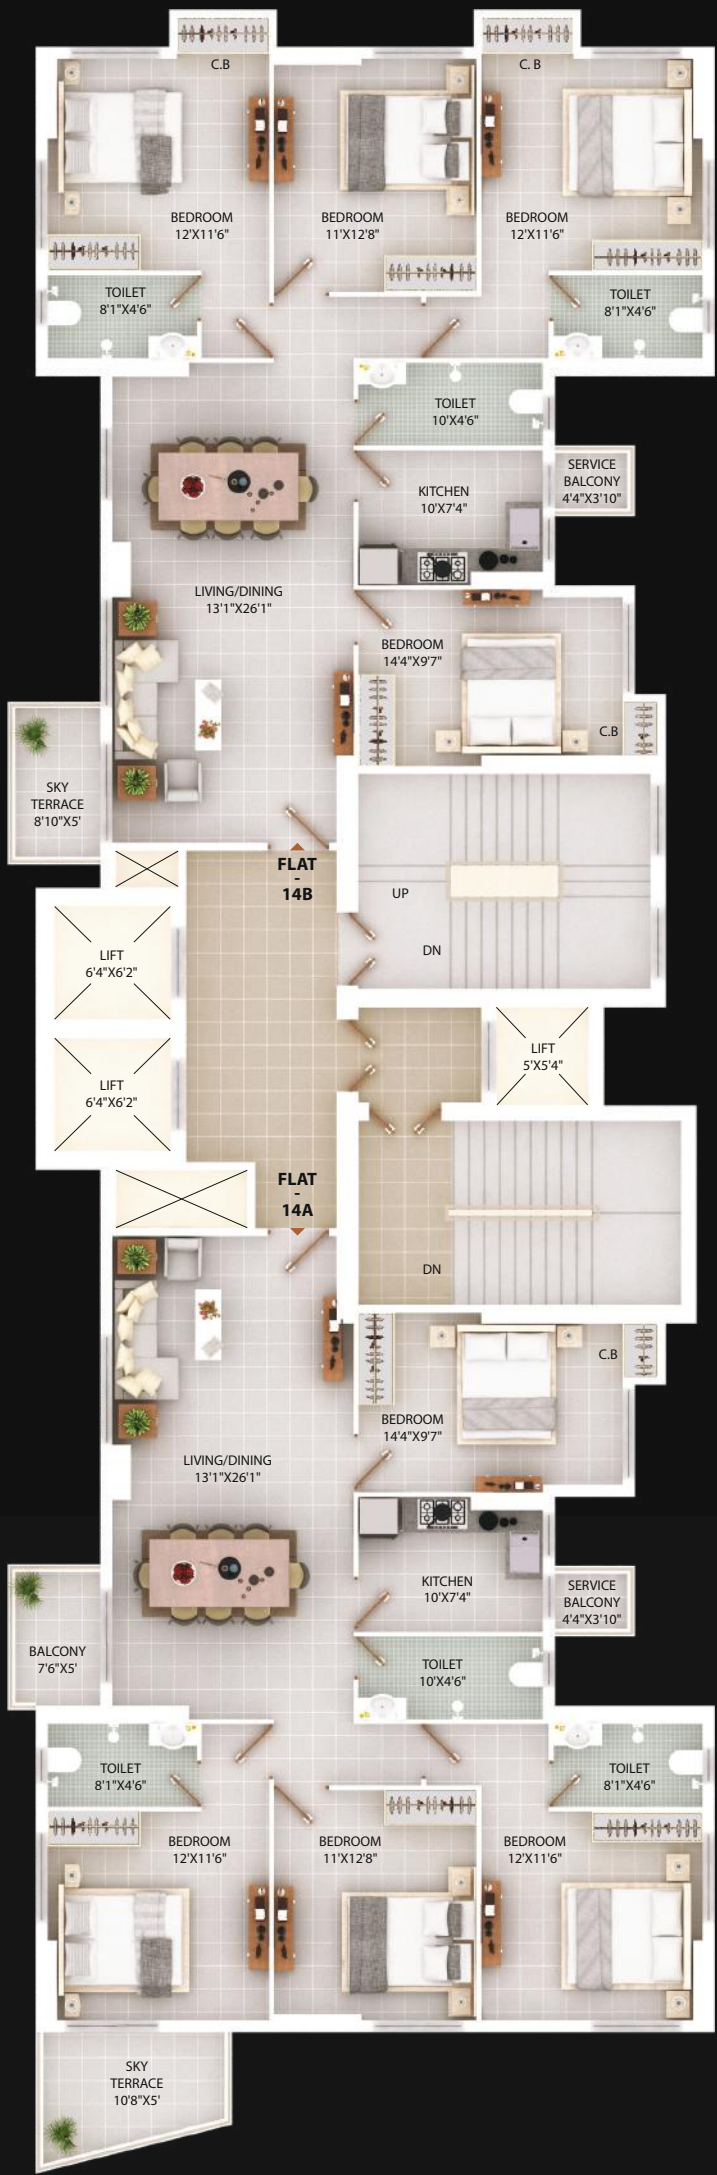 C.B
C. B
BEDROOM
12'X11'6"
BEDROOM
11'X12'8"
BEDROOM
12'X11'6"
TOILET
8'1"X4'6"
TOILET
8'1"X4'6"
TOILET
10'X4'6"
KITCHEN
10'X7'4"
SERVICE
BALCONY
4'4"X3'10"
LIVING/DINING
13'1"X26'1"
BEDROOM
14'4"X9'7"
C.B
SKY
TERRACE
8'10"X5'
FLAT
-
14B
UP
DN
LIFT
6'4"X6'2"
LIFT
5'X5'4"
LIFT
6'4"X6'2"
FLAT
-
14A
DN
C.B
BEDROOM
14'4"X9'7"
LIVING/DINING
13'1"X26'1"
KITCHEN
10'X7'4"
SERVICE
BALCONY
4'4"X3'10"
BALCONY
7'6"X5'
TOILET
10'X4'6"
TOILET
8'1"X4'6"
TOILET
8'1"X4'6"
BEDROOM
12'X11'6"
BEDROOM
11'X12'8"
BEDROOM
12'X11'6"
SKY
TERRACE
10'8"X5'